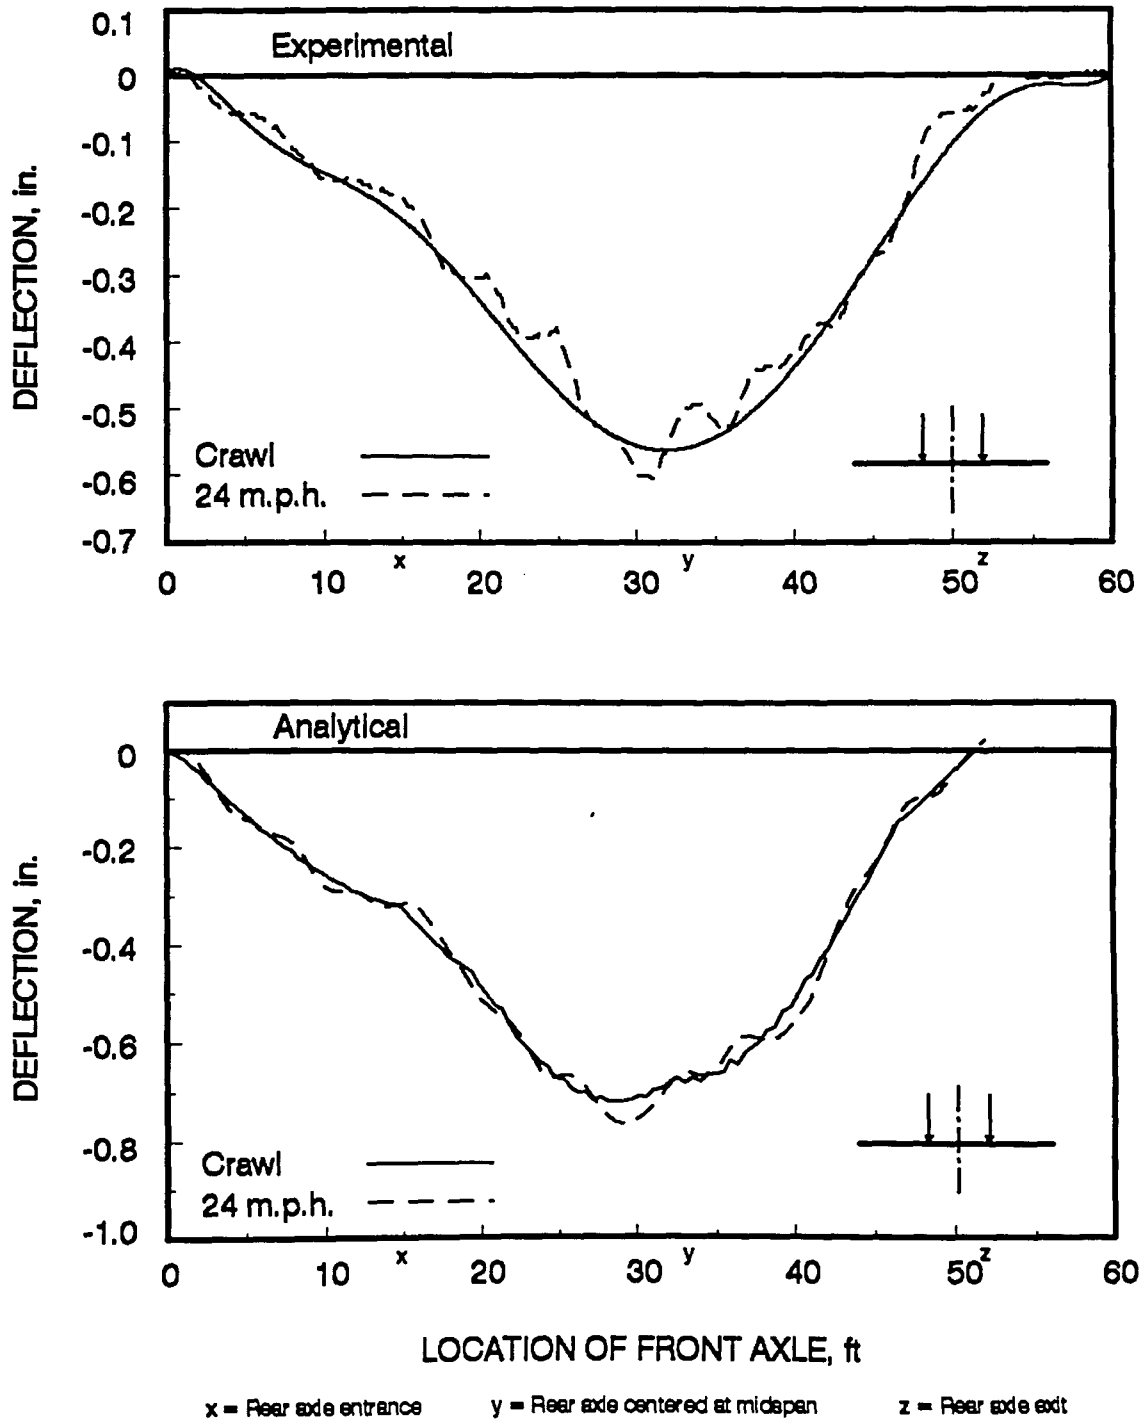 0.1
Experimental
0
-0.1
-0.2
-0.3
-0.4
-0.5
-0.6
-0.7
DEFLECTION, in.
Crawl
24 m.p.h.
x y z
0 10 20 30 40 50 60
Analytical
0
-0.2
-0.4
-0.6
-0.8
-1.0
DEFLECTION, in.
Crawl
24 m.p.h.
x y z
0 10 20 30 40 50 60
LOCATION OF FRONT AXLE, ft
x = Rear axle entrance y = Rear axle centered at midspan z = Rear axle exit